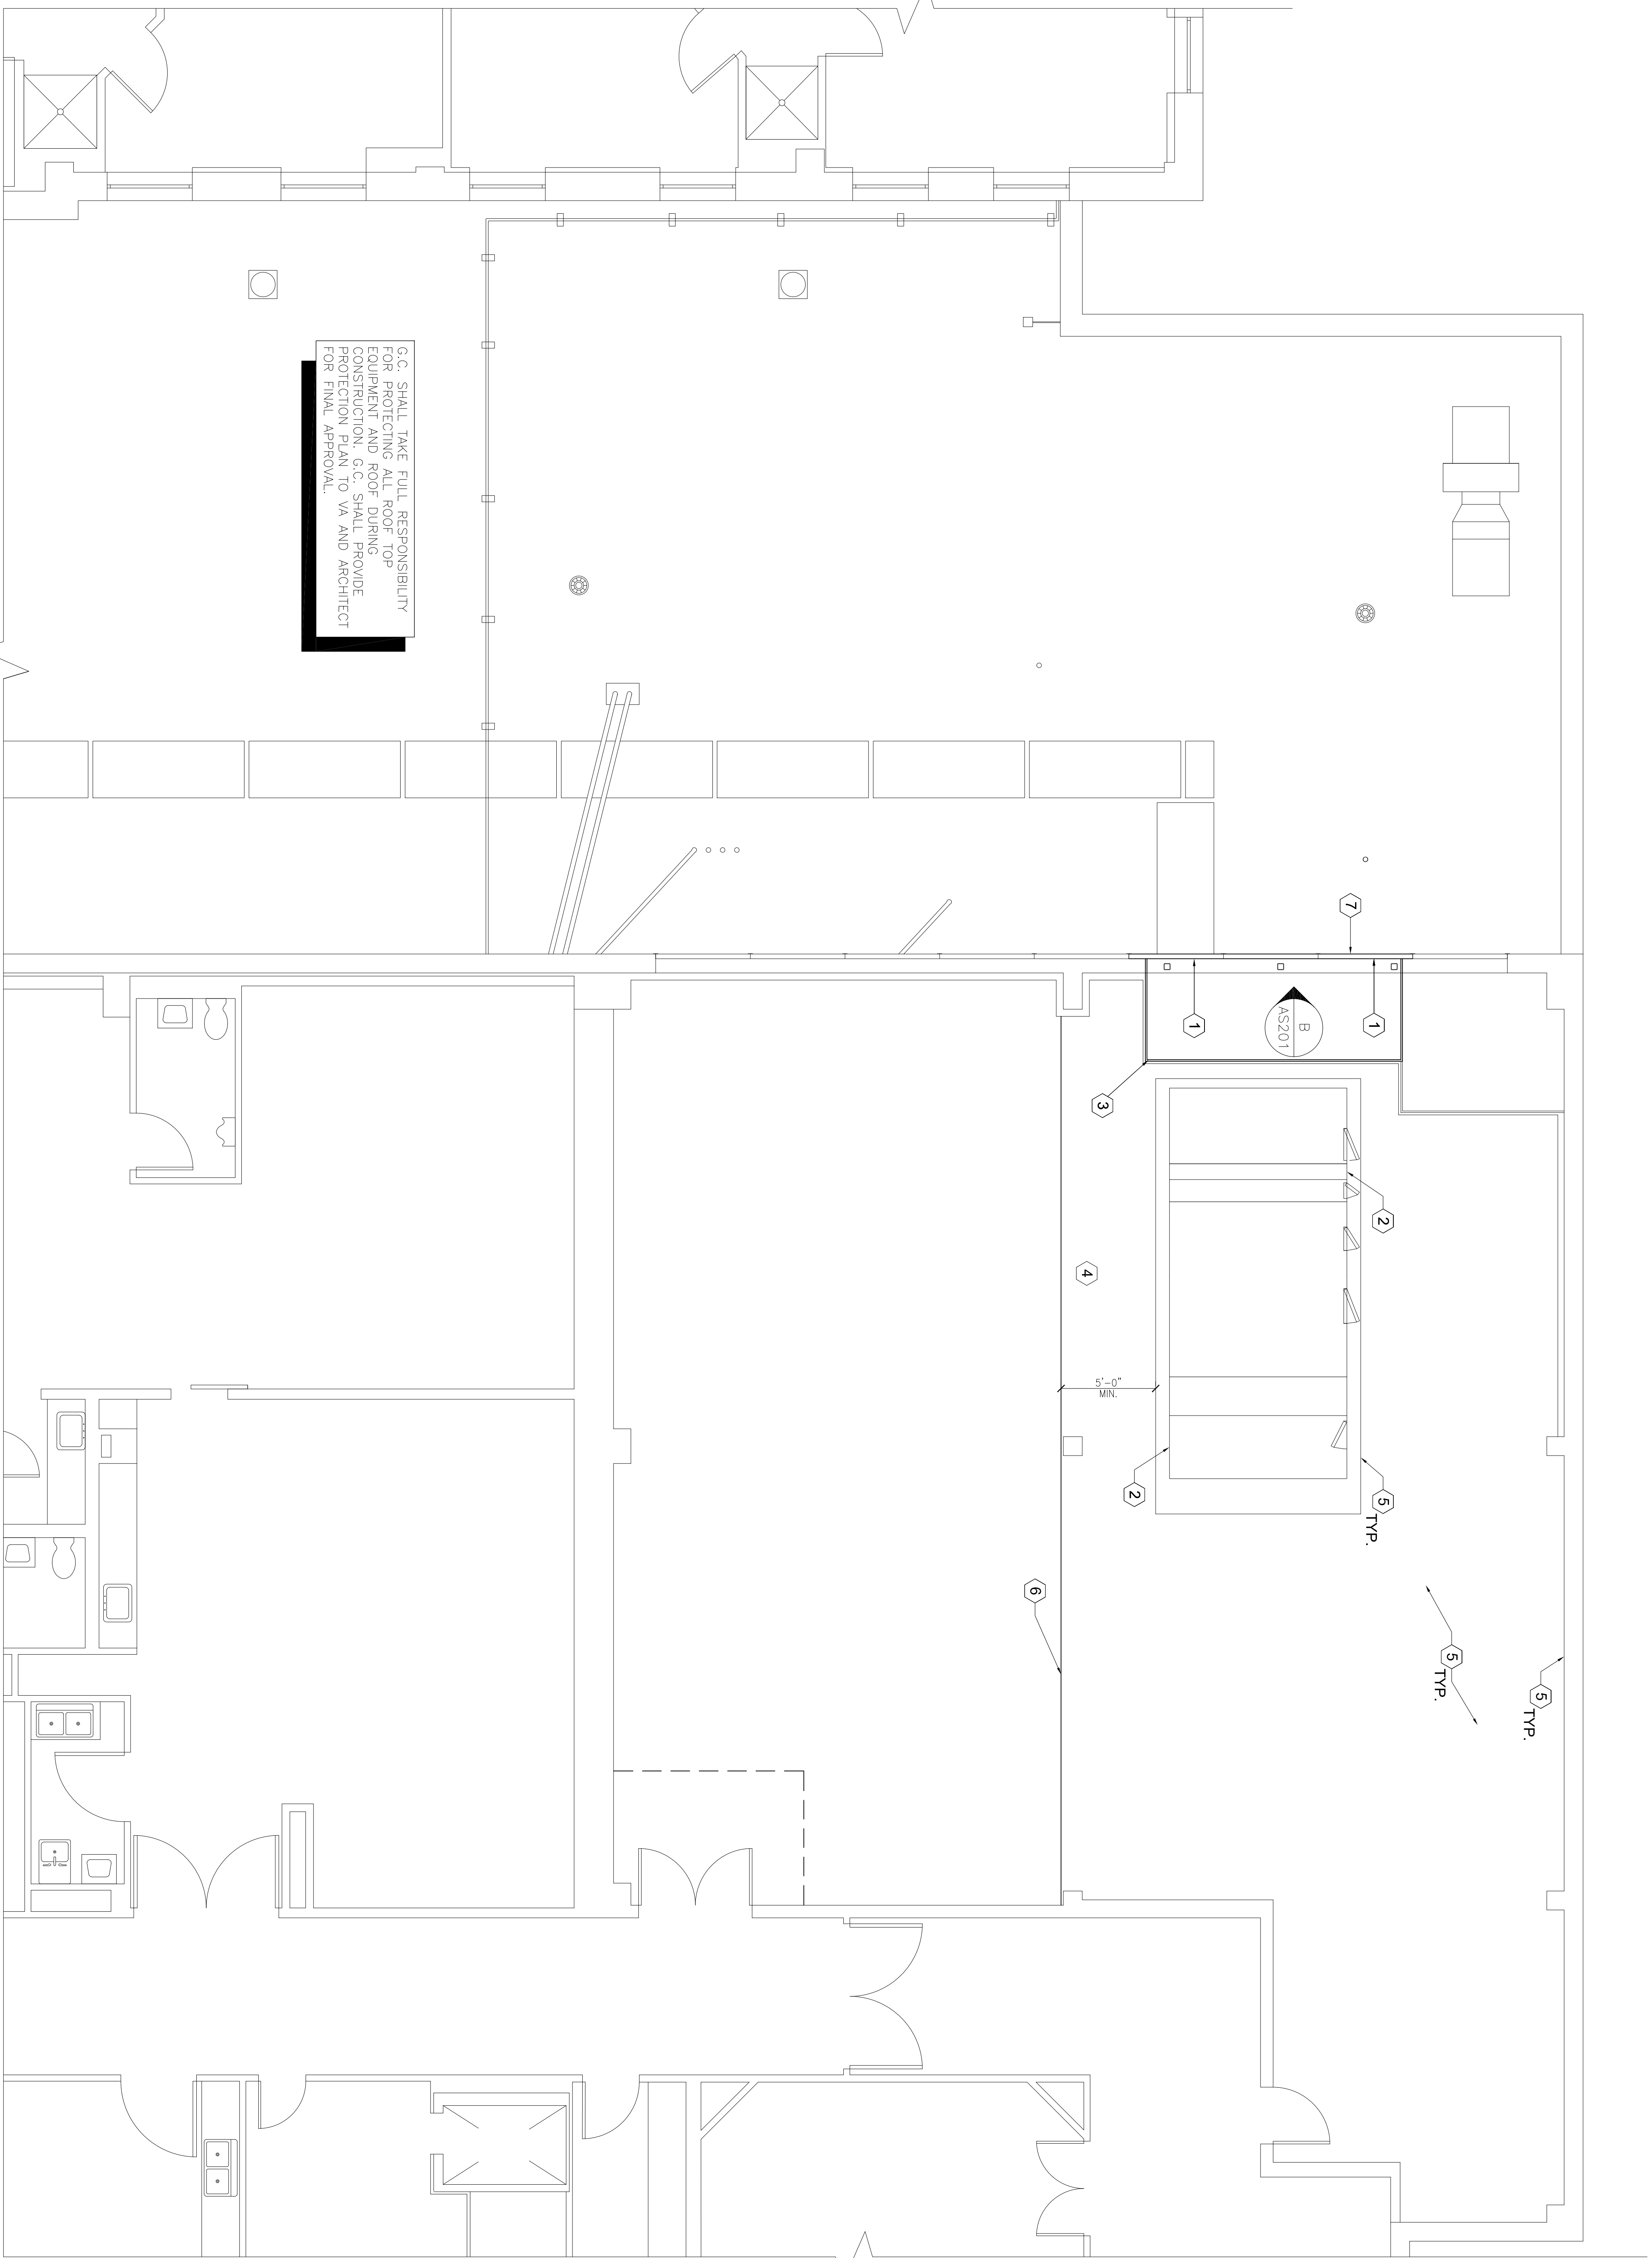 G.C. SHALL TAKE FULL RESPONSIBILITY
FOR PROTECTING ALL ROOF TOP
EQUIPMENT AND ROOF DURING
CONSTRUCTION. G.C. SHALL PROVIDE
PROTECTION PLAN TO VA AND ARCHITECT
FOR FINAL APPROVAL.
7
1
B
AS201
1
3
2
4
5'-0"
MIN.
2
5
TYP.
6
5
TYP.
5
TYP.